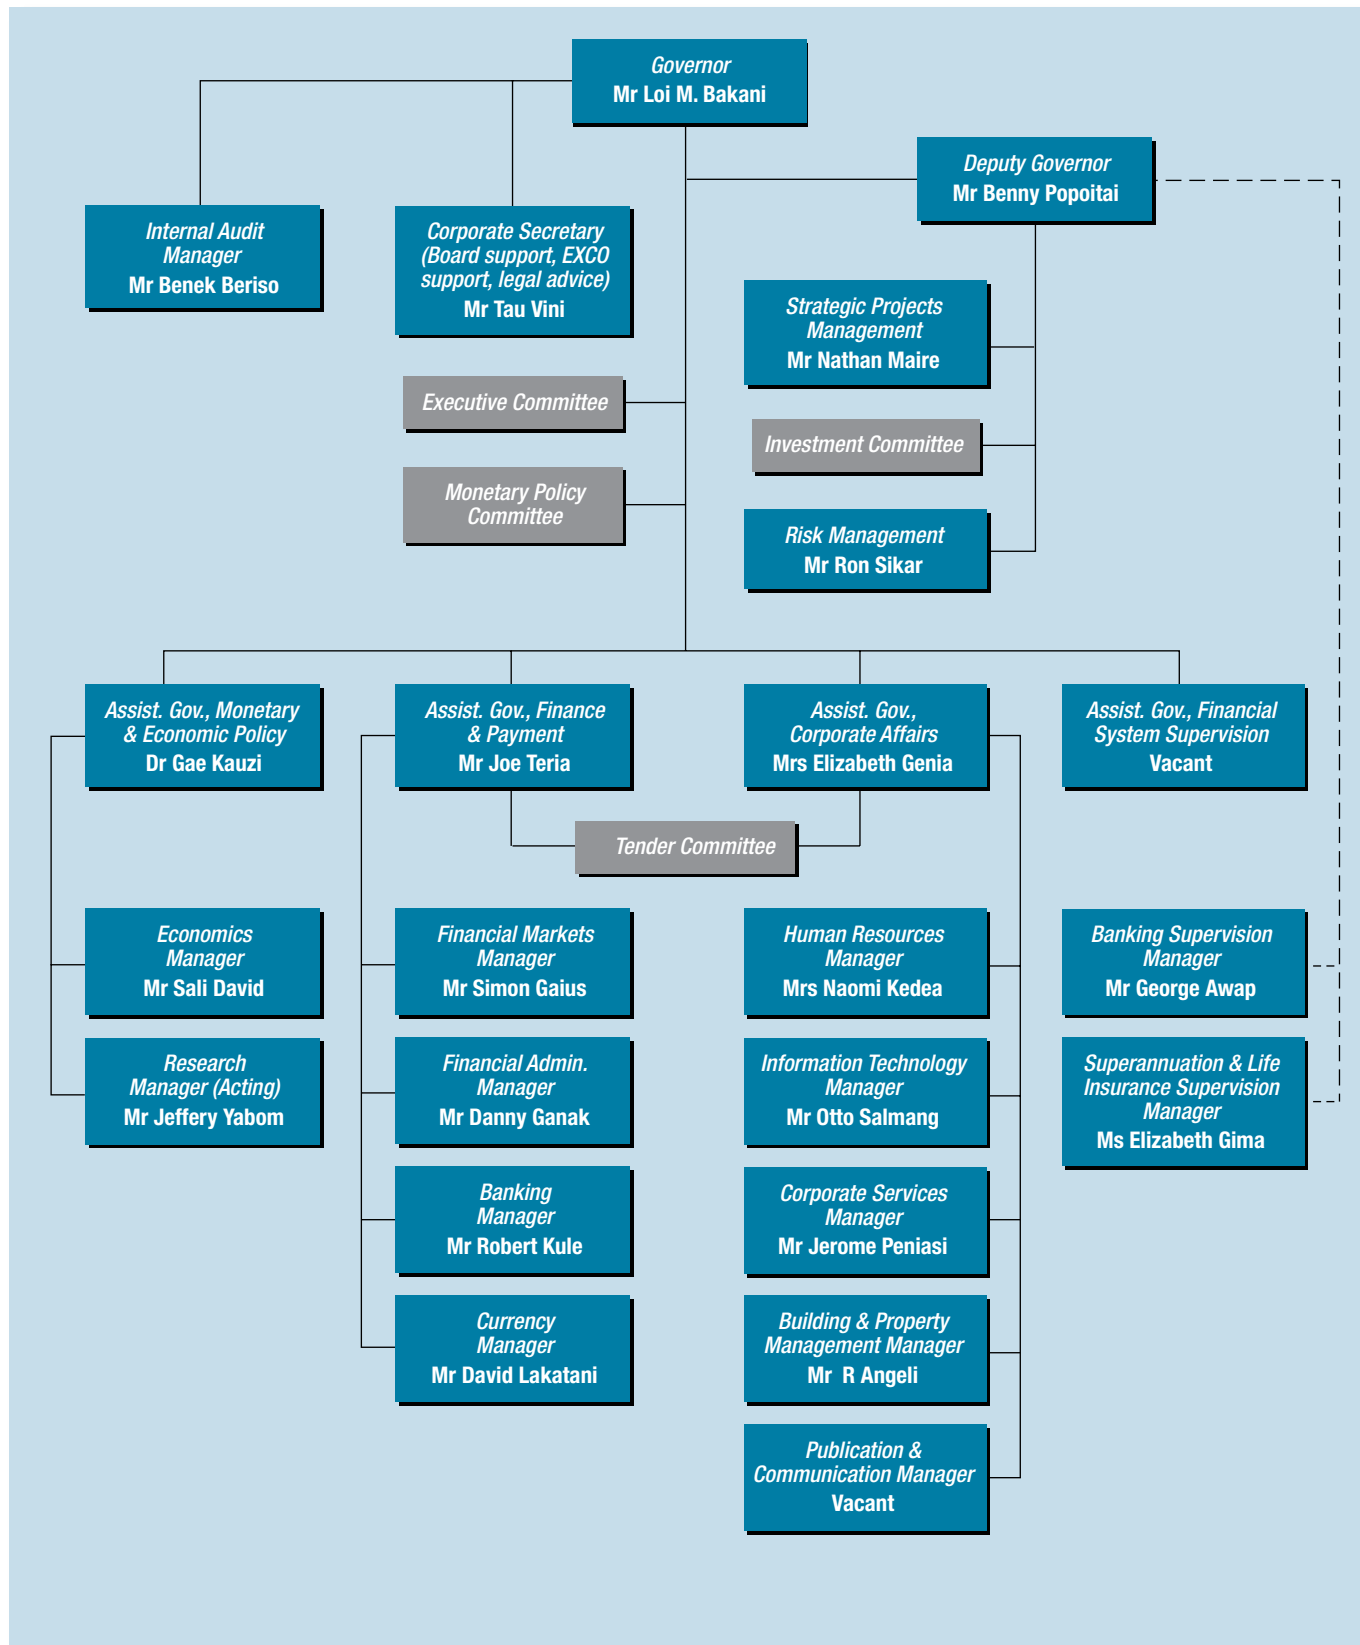 Governor
Mr Loi M. Bakani
Deputy Governor
Mr Benny Popoitai
Internal Audit
Manager
Mr Benek Beriso
Corporate Secretary
(Board support, EXCO
support, legal advice)
Mr Tau Vini
Strategic Projects
Management
Mr Nathan Maire
Executive Committee
Investment Committee
Monetary Policy
Committee
Risk Management
Mr Ron Sikar
Assist. Gov., Monetary
& Economic Policy
Dr Gae Kauzi
Assist. Gov., Finance
& Payment
Mr Joe Teria
Assist. Gov.,
Corporate Affairs
Mrs Elizabeth Genia
Assist. Gov., Financial
System Supervision
Vacant
Tender Committee
Economics
Manager
Mr Sali David
Financial Markets
Manager
Mr Simon Gaius
Human Resources
Manager
Mrs Naomi Kedea
Banking Supervision
Manager
Mr George Awap
Research
Manager (Acting)
Mr Jeffery Yabom
Financial Admin.
Manager
Mr Danny Ganak
Information Technology
Manager
Mr Otto Salmang
Superannuation & Life
Insurance Supervision
Manager
Ms Elizabeth Gima
Banking
Manager
Mr Robert Kule
Corporate Services
Manager
Mr Jerome Peniasi
Currency
Manager
Mr David Lakatani
Building & Property
Management Manager
Mr R Angeli
Publication &
Communication Manager
Vacant